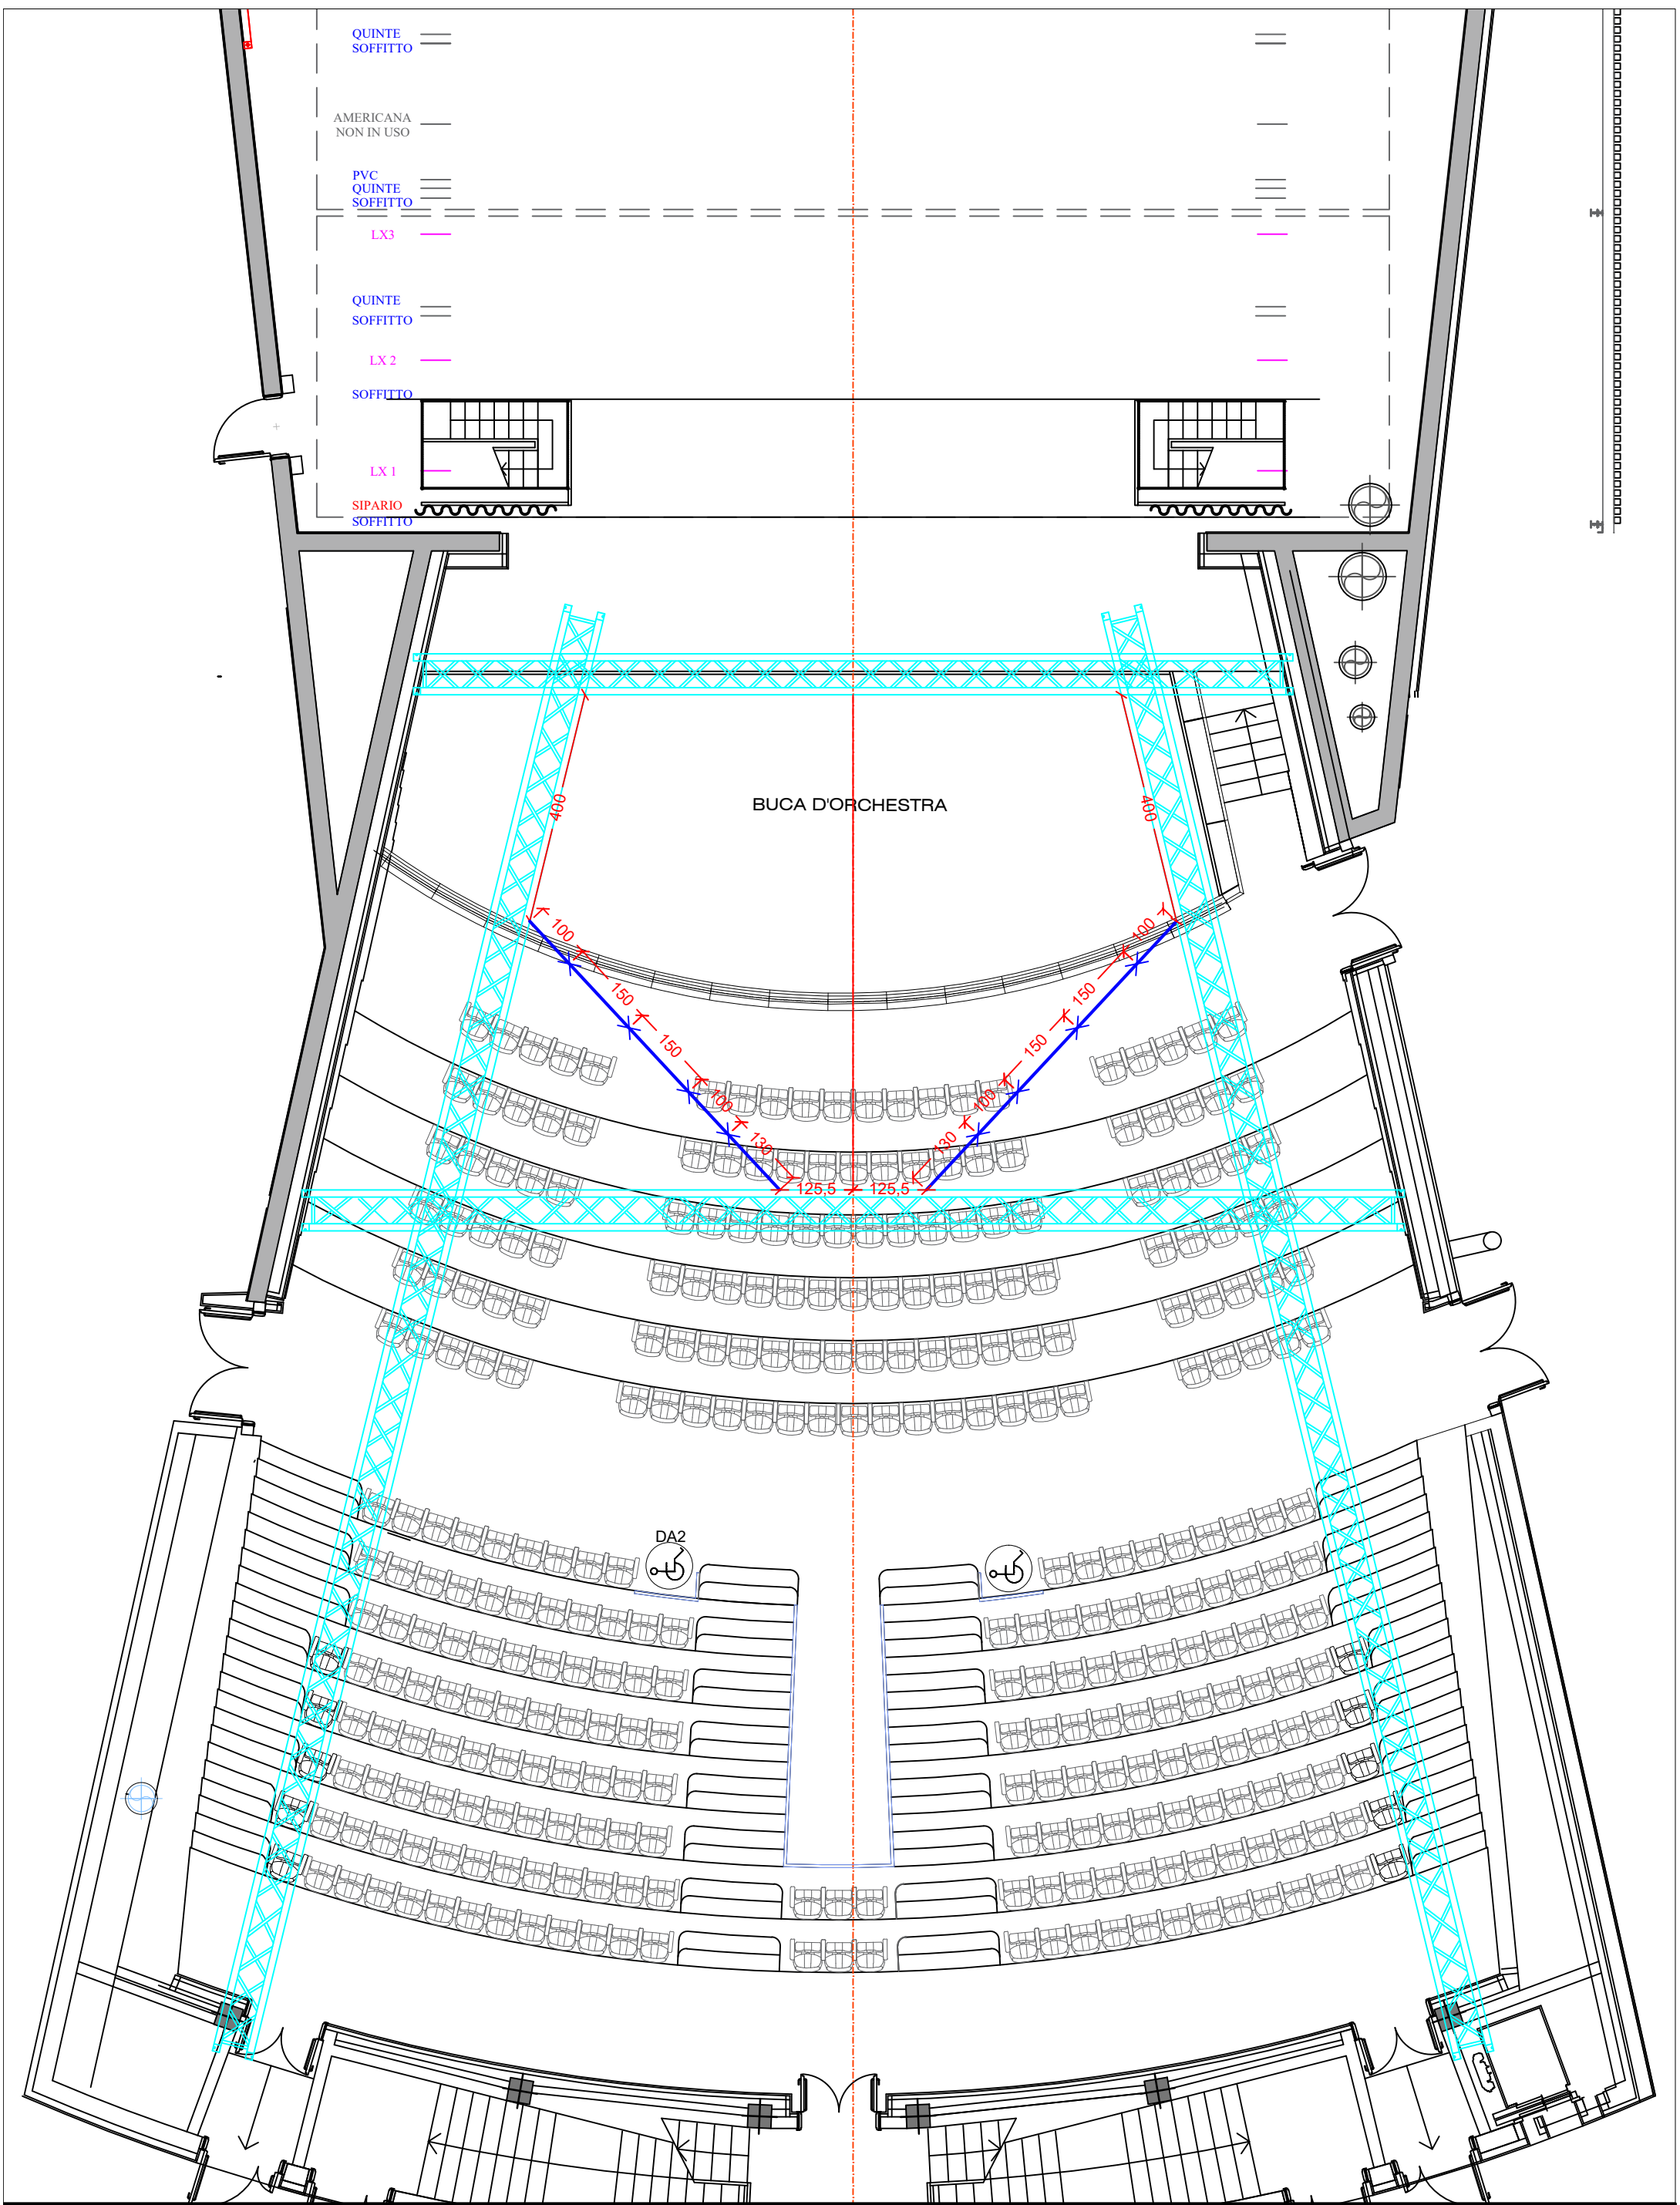 QUINTE
SOFFITTO
AMERICANA
NON IN USO
PVC
QUINTE
SOFFITTO
LX3
QUINTE
SOFFITTO
LX 2
SOFFITTO
LX 1
SIPARIO
SOFFITTO
BUCA D'ORCHESTRA
400
400
100
100
150
150
150
150
100
100
130
130
125,5
125,5
DA2